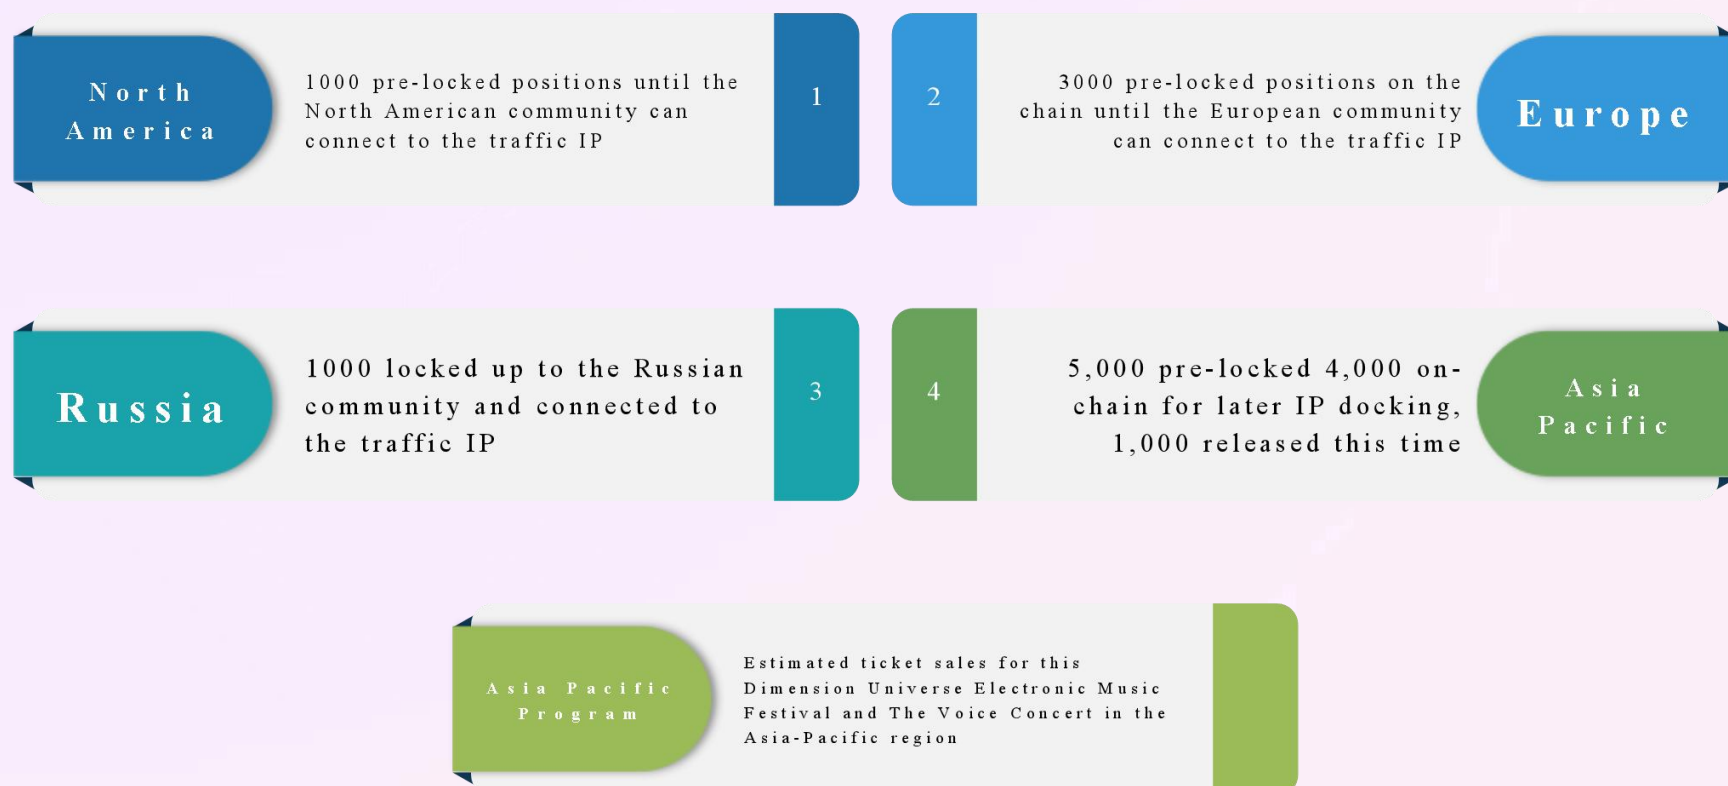 North
America
1000 pre-locked positions until the
North American community can
connect to the traffic IP
1
2
3000 pre-locked positions on the
chain until the European community
can connect to the traffic IP
Europe
Russia
1000 locked up to the Russian
community and connected to
the traffic IP
3
4
5,000 pre-locked 4,000 on-
chain for later IP docking,
1,000 released this time
Asia
Pacific
Asia Pacific
Program
Estimated ticket sales for this
Dimension Universe Electronic Music
Festival and The Voice Concert in the
Asia-Pacific region